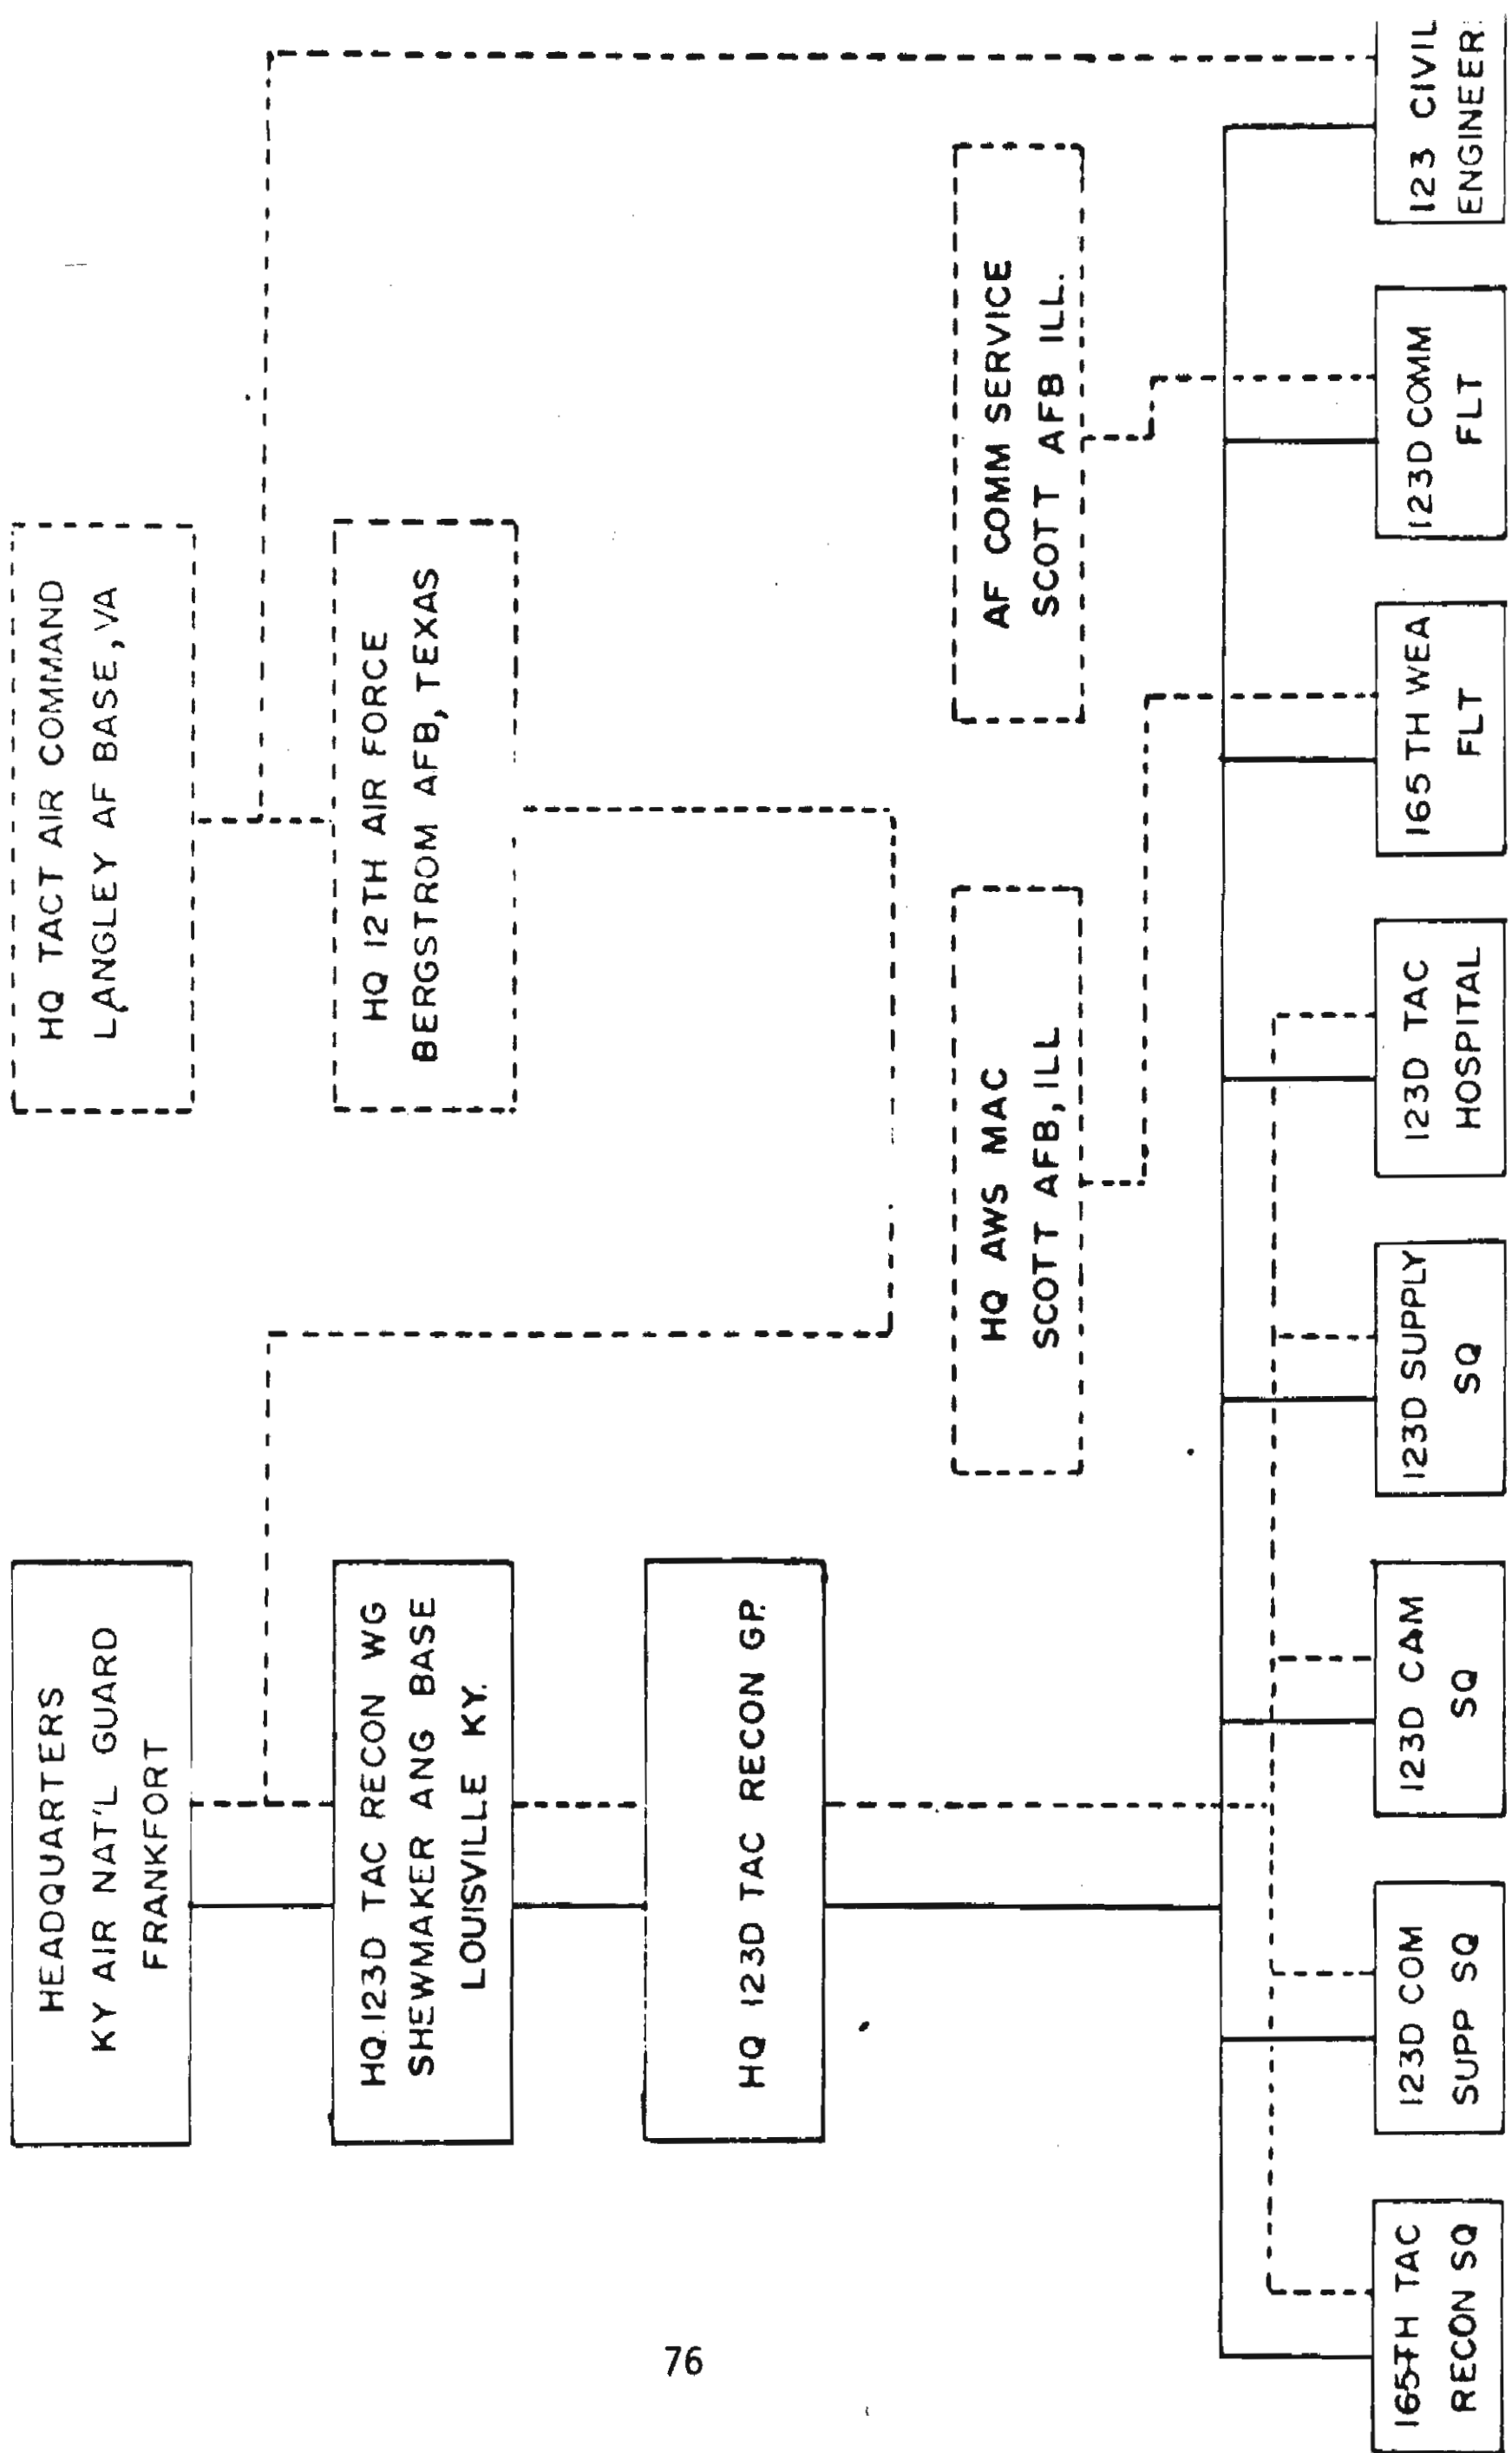 HEADQUARTERS
KY AIR NAT'L GUARD
FRANKFORT
HQ TACT AIR COMMAND
LANGLEY AF BASE, VA
HQ 123D TAC RECON WG
SHEWMAKER ANG BASE
LOUISVILLE KY.
HQ 12TH AIR FORCE
BERGSTROM AFB, TEXAS
HQ 123D TAC RECON GP.
HQ AWS MAC
SCOTT AFB, ILL
AF COMM SERVICE
SCOTT AFB ILL.
165TH TAC
RECON SQ
123D COM
SUPP SQ
123D CAM
SQ
123D SUPPLY
SQ
123D TAC
HOSPITAL
165TH WEA
FLT
123D COMM
FLT
123 CIVIL
ENGINEER
76